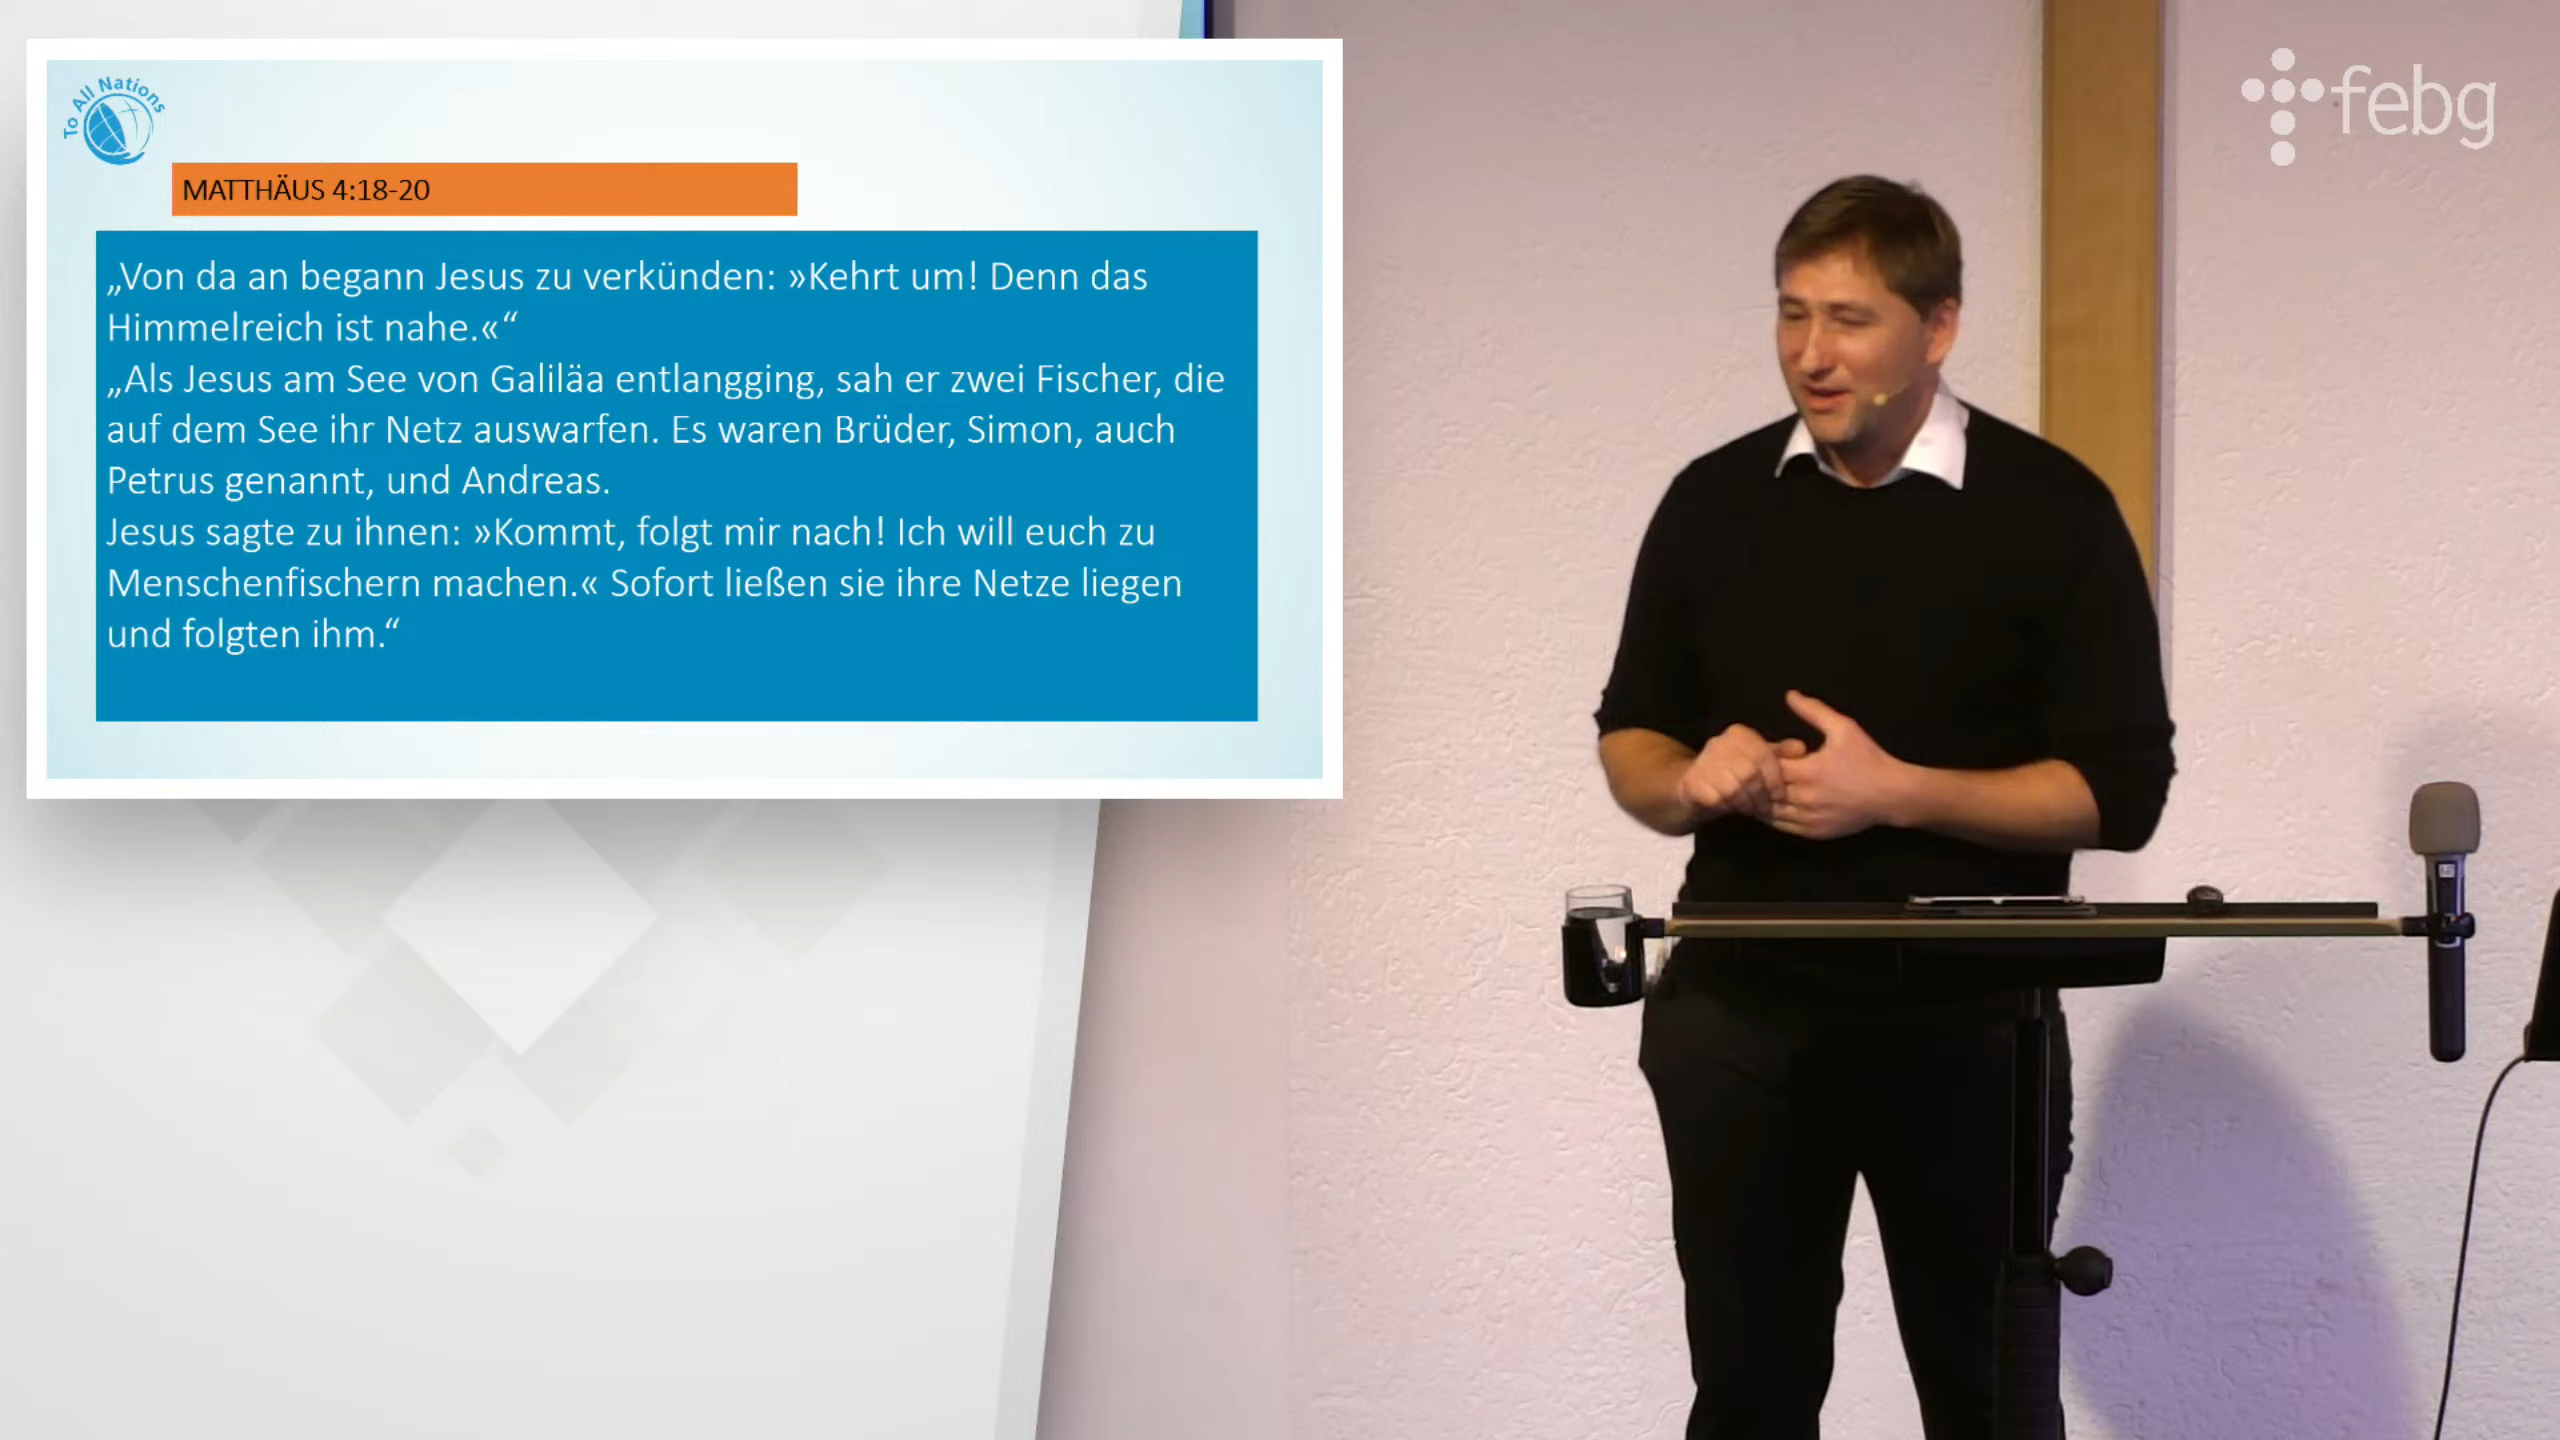 To All Nations
febg
MATTHÄUS 4:18-20
„Von da an begann Jesus zu verkünden: »Kehrt um! Denn das
Himmelreich ist nahe.«“
„Als Jesus am See von Galiläa entlangging, sah er zwei Fischer, die
auf dem See ihr Netz auswarfen. Es waren Brüder, Simon, auch
Petrus genannt, und Andreas.
Jesus sagte zu ihnen: »Kommt, folgt mir nach! Ich will euch zu
Menschenfischern machen.« Sofort ließen sie ihre Netze liegen
und folgten ihm.“